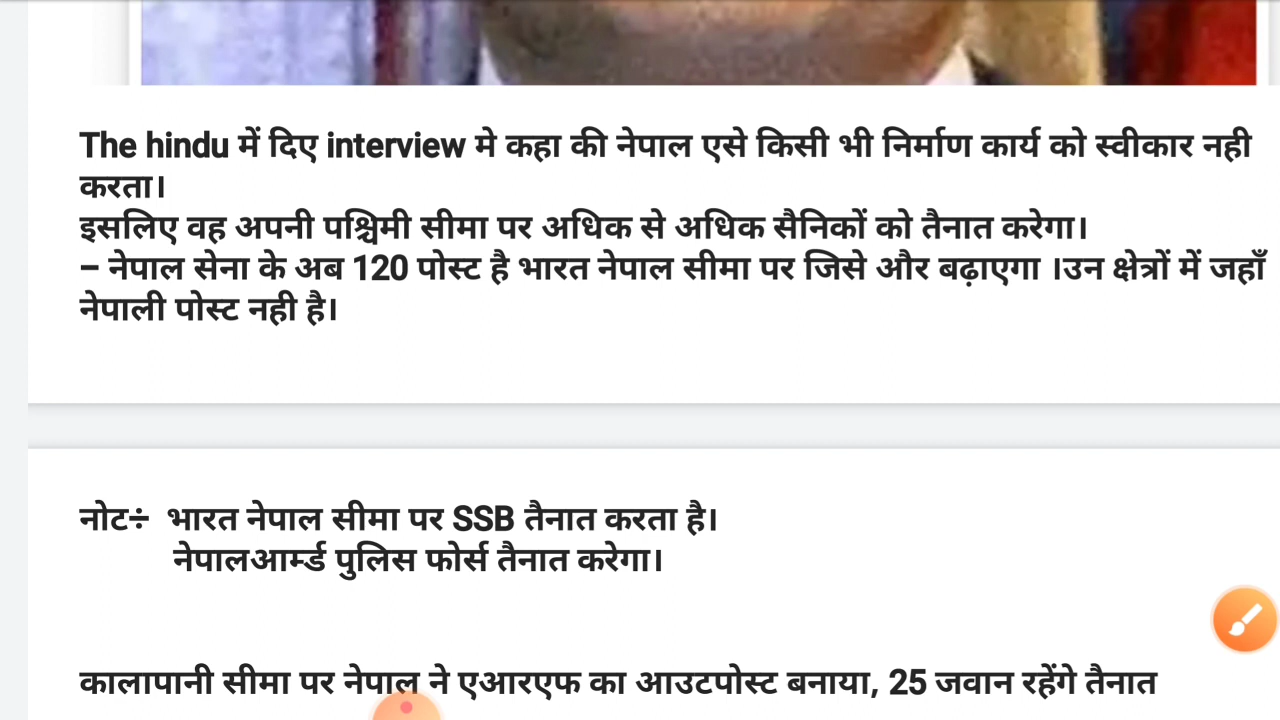 The hindu में दिए interview मे कहा की नेपाल एसे किसी भी निर्माण कार्य को स्वीकार नही
करता।
इसलिए वह अपनी पश्चिमी सीमा पर अधिक से अधिक सैनिकों को तैनात करेगा।
– नेपाल सेना के अब 120 पोस्ट है भारत नेपाल सीमा पर जिसे और बढ़ाएगा ।उन क्षेत्रों में जहाँ
नेपाली पोस्ट नही है।
नोट÷ भारत नेपाल सीमा पर SSB तैनात करता है।
नेपालआर्म्ड पुलिस फोर्स तैनात करेगा।
कालापानी सीमा पर नेपाल ने एआरएफ का आउटपोस्ट बनाया, 25 जवान रहेंगे तैनात